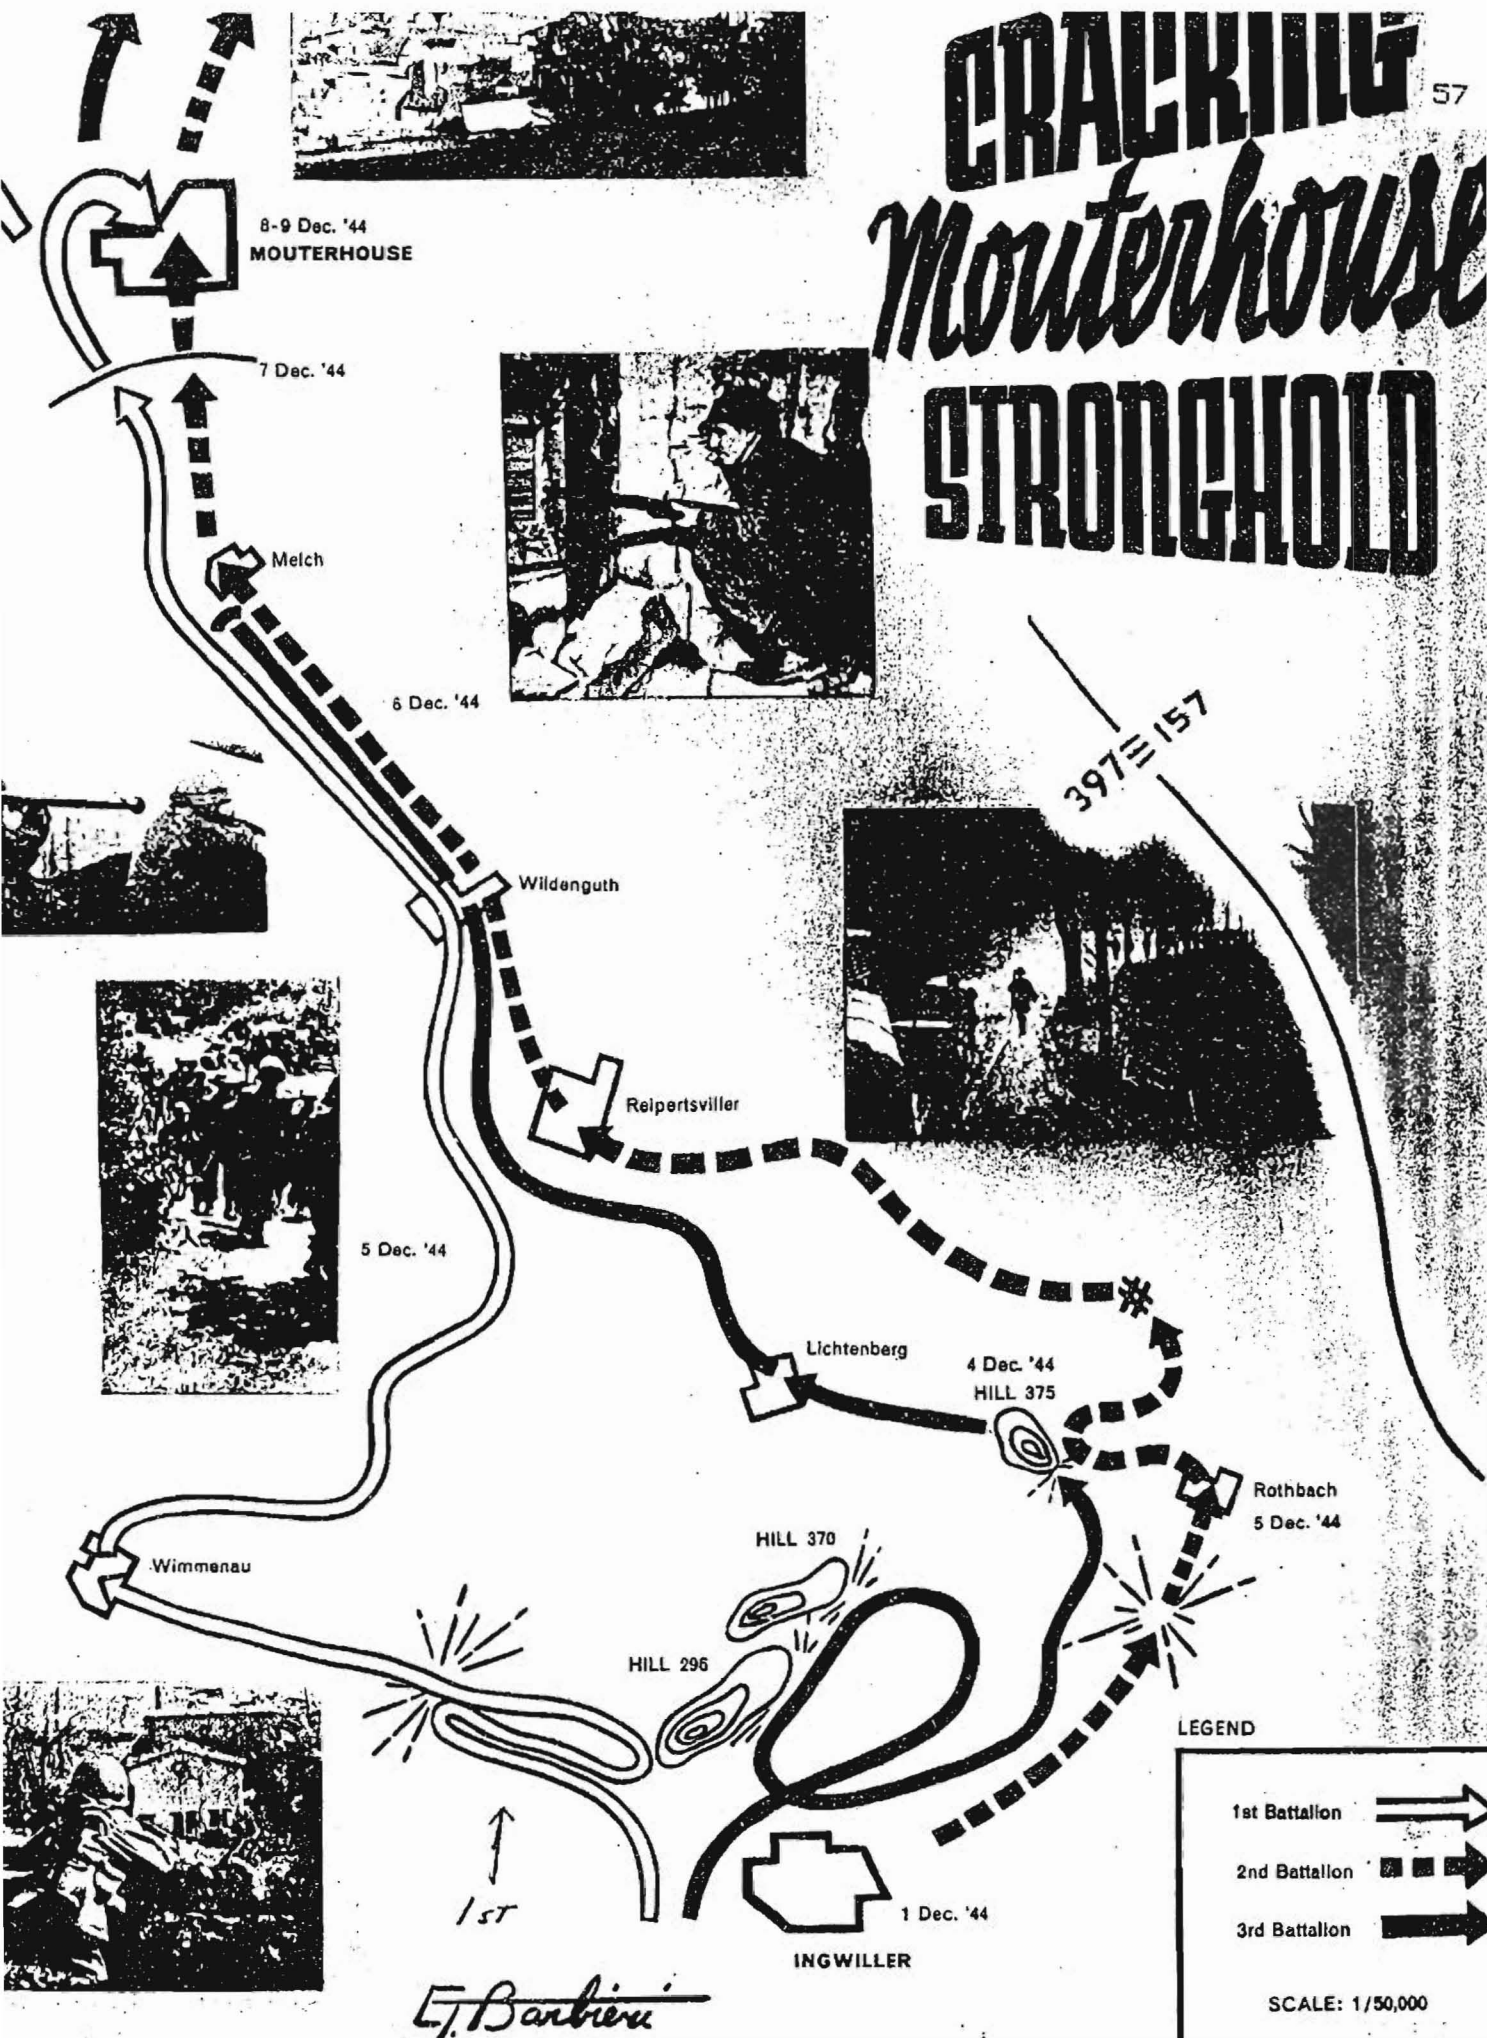 CRACKING
57
Mouterhouse
STRONGHOLD
8-9 Dec. '44
MOUTERHOUSE
7 Dec. '44
Melch
6 Dec. '44
397 157
Wildenguth
Reipertsviller
5 Dec. '44
Lichtenberg
4 Dec. '44
HILL 375
Rothbach
5 Dec. '44
HILL 370
Wimmenau
HILL 296
LEGEND
1st Battalion
2nd Battalion
3rd Battalion
SCALE: 1/50,000
1ST
1 Dec. '44
INGWILLER
E.J. Barbieri